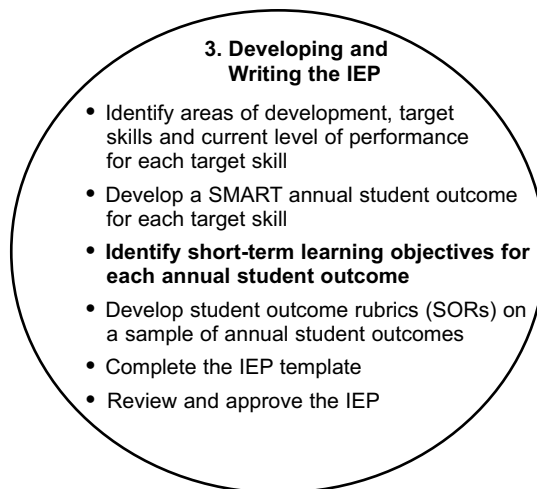 3. Developing and
Writing the IEP
• Identify areas of development, target
skills and current level of performance
for each target skill
• Develop a SMART annual student outcome
for each target skill
• Identify short-term learning objectives for
each annual student outcome
• Develop student outcome rubrics (SORs) on
a sample of annual student outcomes
• Complete the IEP template
• Review and approve the IEP